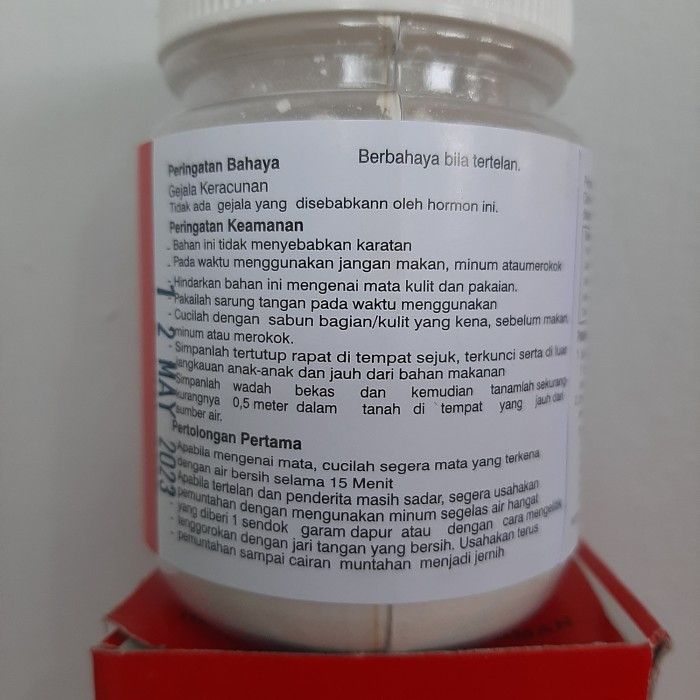 Peringatan Bahaya Berbahaya bila tertelan.
Gejala Keracunan
Tidak ada gejala yang disebabkann oleh hormon ini.
Peringatan Keamanan
- Bahan ini tidak menyebabkan karatan
- Pada waktu menggunakan jangan makan, minum ataumerokok
- Hindarkan bahan ini mengenai mata kulit dan pakaian.
- Pakailah sarung tangan pada waktu menggunakan
- Cucilah dengan sabun bagian/kulit yang kena, sebelum makan,
minum atau merokok.
- Simpanlah tertutup rapat di tempat sejuk, terkunci serta di luar
jangkauan anak-anak dan jauh dari bahan makanan
- Simpanlah wadah bekas dan kemudian tanamlah sekurang-
kurangnya 0,5 meter dalam tanah di tempat yang jauh dari
sumber air.
Pertolongan Pertama
- Apabila mengenai mata, cucilah segera mata yang terkena
dengan air bersih selama 15 Menit
- Apabila tertelan dan penderita masih sadar, segera usahakan
- pemuntahan dengan mengunakan minum segelas air hangat
- yang diberi 1 sendok garam dapur atau dengan cara mengelitik
- tenggorokan dengan jari tangan yang bersih. Usahakan terus
- pemuntahan sampai cairan muntahan menjadi jernih
1 2 MAY 2023